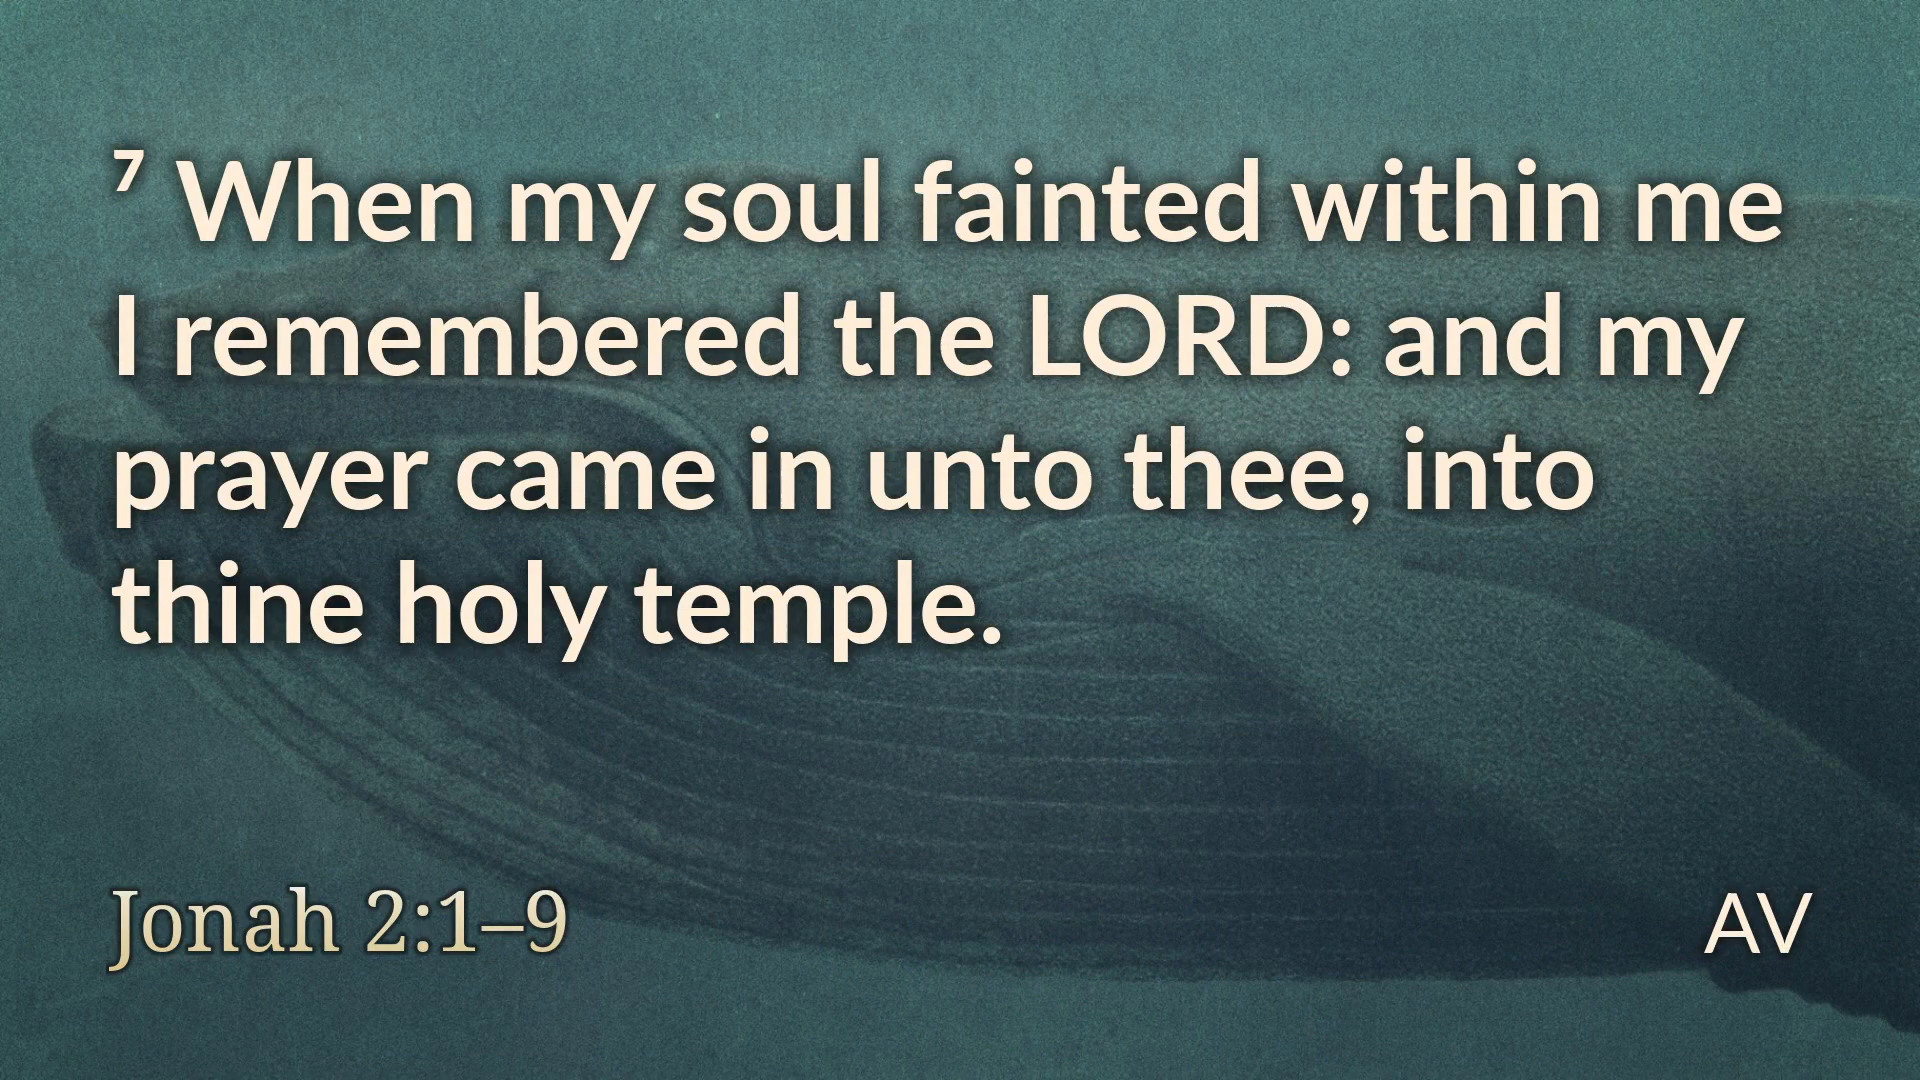 ⁷ When my soul fainted within me
I remembered the LORD: and my
prayer came in unto thee, into
thine holy temple.
Jonah 2:1–9
AV